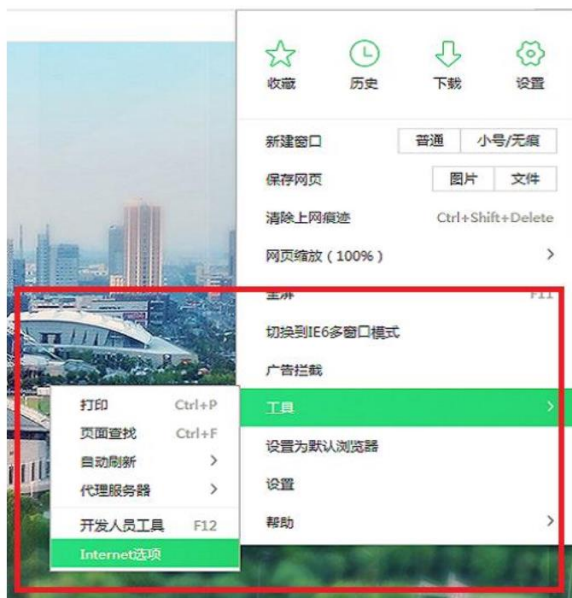 收藏 历史 下载 设置
新建窗口 普通 小号/无痕
保存网页 图片 文件
清除上网痕迹 Ctrl+Shift+Delete
网页缩放（100%） >
全屏 F11
切换到IE6多窗口模式
广告拦截
工具 >
设置为默认浏览器
设置
帮助 >
打印 Ctrl+P
页面查找 Ctrl+F
自动刷新 >
代理服务器 >
开发人员工具 F12
Internet选项